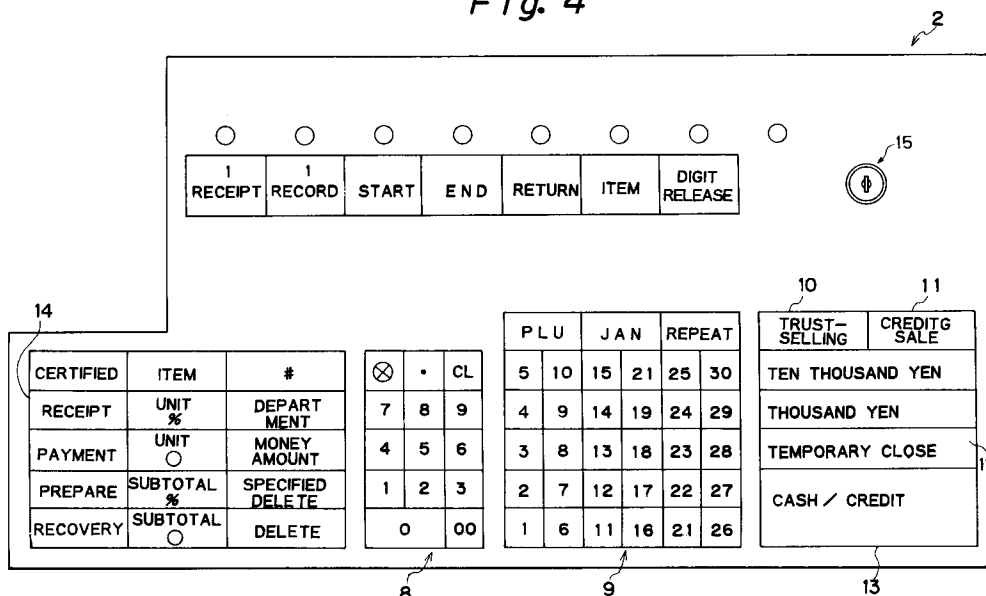 Fig. 4
2
15
1 RECEIPT
1 RECORD
START
END
RETURN
ITEM
DIGIT RELEASE
14
10
11
CERTIFIED ITEM #
RECEIPT UNIT % DEPART MENT
PAYMENT UNIT ○ MONEY AMOUNT
PREPARE SUBTOTAL % SPECIFIED DELETE
RECOVERY SUBTOTAL ○ DELETE
⊗ · CL
7 8 9
4 5 6
1 2 3
0 00
8
PLU JAN REPEAT
5 10 15 21 25 30
4 9 14 19 24 29
3 8 13 18 23 28
2 7 12 17 22 27
1 6 11 16 21 26
9
TRUST-SELLING
CREDITG SALE
TEN THOUSAND YEN
THOUSAND YEN
TEMPORARY CLOSE
CASH / CREDIT
13